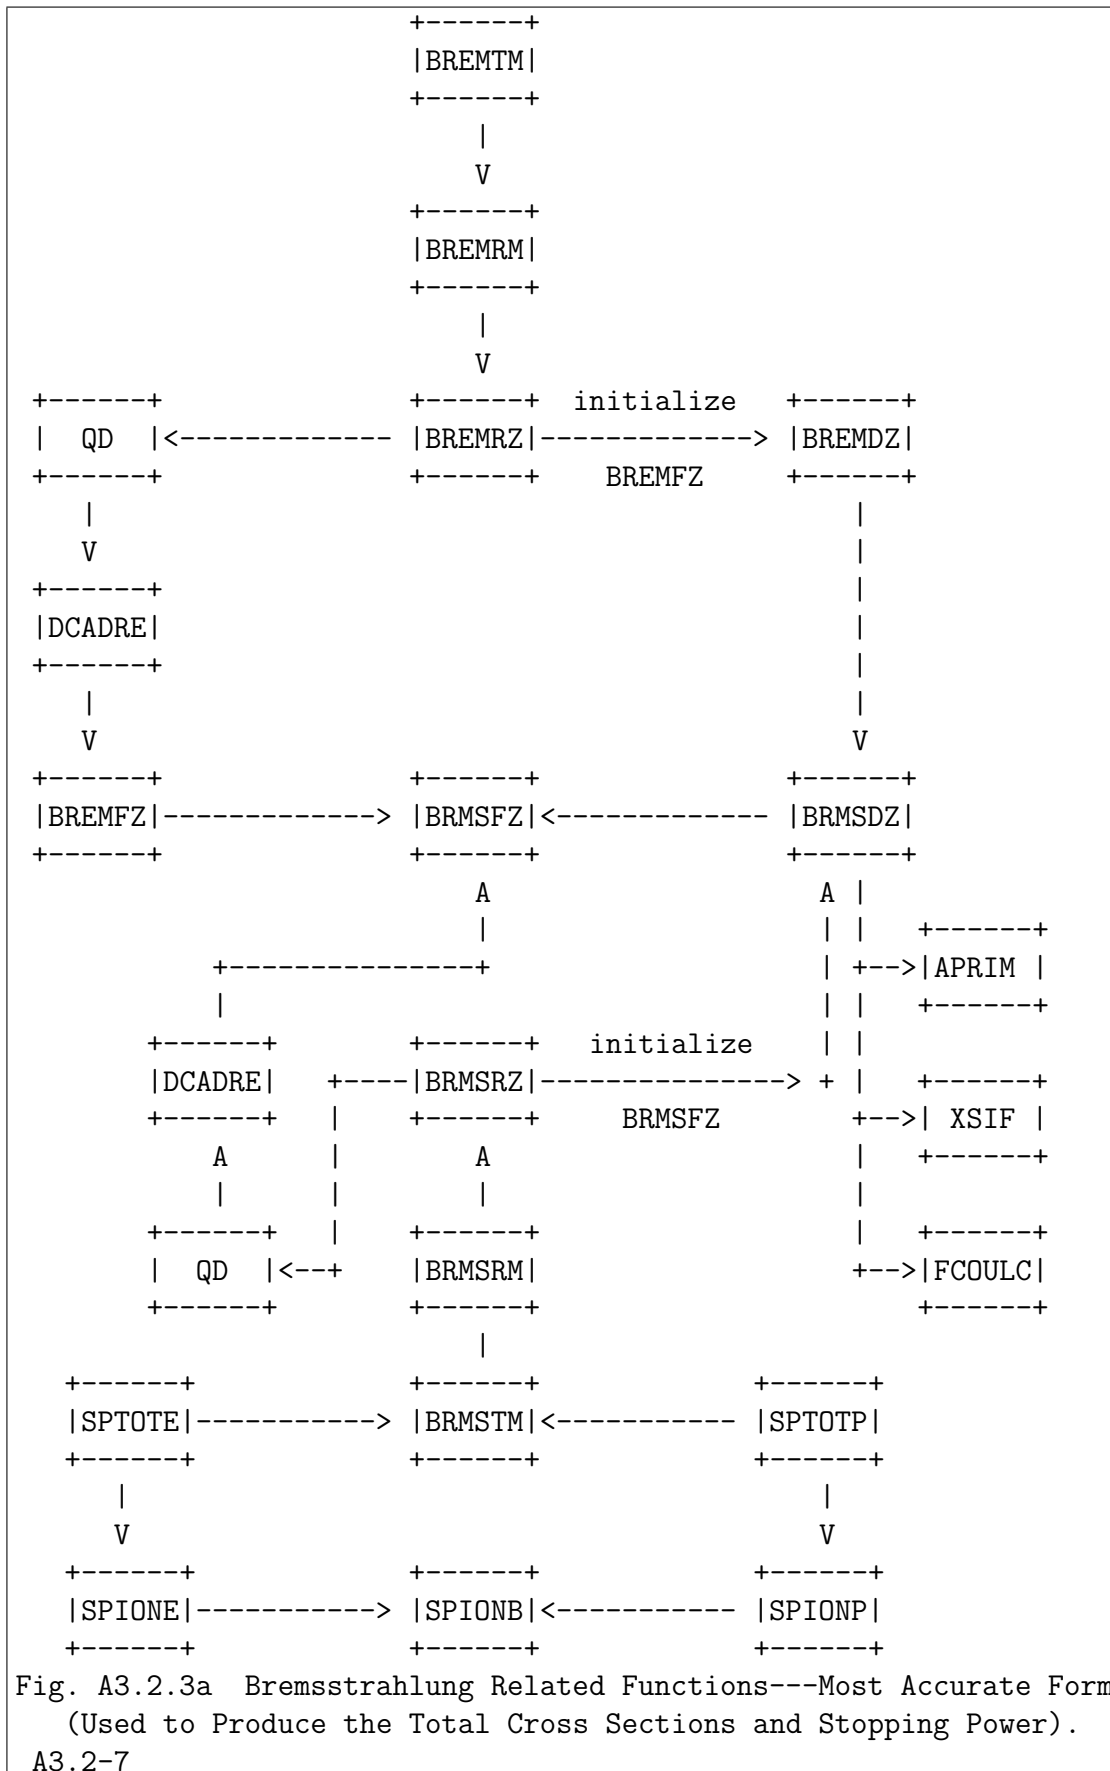 +------+
                        |BREMTM|
                        +------+
                            |
                            V
                        +------+
                        |BREMRM|
                        +------+
                            |
                            V
 +------+               +------+  initialize   +------+
 |  QD  |<------------- |BREMRZ|-------------> |BREMDZ|
 +------+               +------+    BREMFZ     +------+
    |                                              |
    V                                              |
 +------+                                          |
 |DCADRE|                                          |
 +------+                                          |
    |                                              |
    V                                              V
 +------+               +------+               +------+
 |BREMFZ|-------------> |BRMSFZ|<------------- |BRMSDZ|
 +------+               +------+               +------+
                            A                    A |
                            |                    | |   +------+
            +---------------+                    | +-->|APRIM |
            |                                    | |   +------+
        +------+        +------+   initialize    | |
        |DCADRE|   +----|BRMSRZ|---------------> + |   +------+
        +------+   |    +------+     BRMSFZ        +-->| XSIF |
            A      |        A                      |   +------+
            |      |        |                      |
        +------+   |    +------+                   |   +------+
        |  QD  |<--+    |BRMSRM|                   +-->|FCOULC|
        +------+        +------+                       +------+
                            |
   +------+             +------+             +------+
   |SPTOTE|-----------> |BRMSTM|<----------- |SPTOTP|
   +------+             +------+             +------+
      |                                          |
      V                                          V
   +------+             +------+             +------+
   |SPIONE|-----------> |SPIONB|<----------- |SPIONP|
   +------+             +------+             +------+
Fig. A3.2.3a  Bremsstrahlung Related Functions---Most Accurate Form
   (Used to Produce the Total Cross Sections and Stopping Power).
 A3.2-7